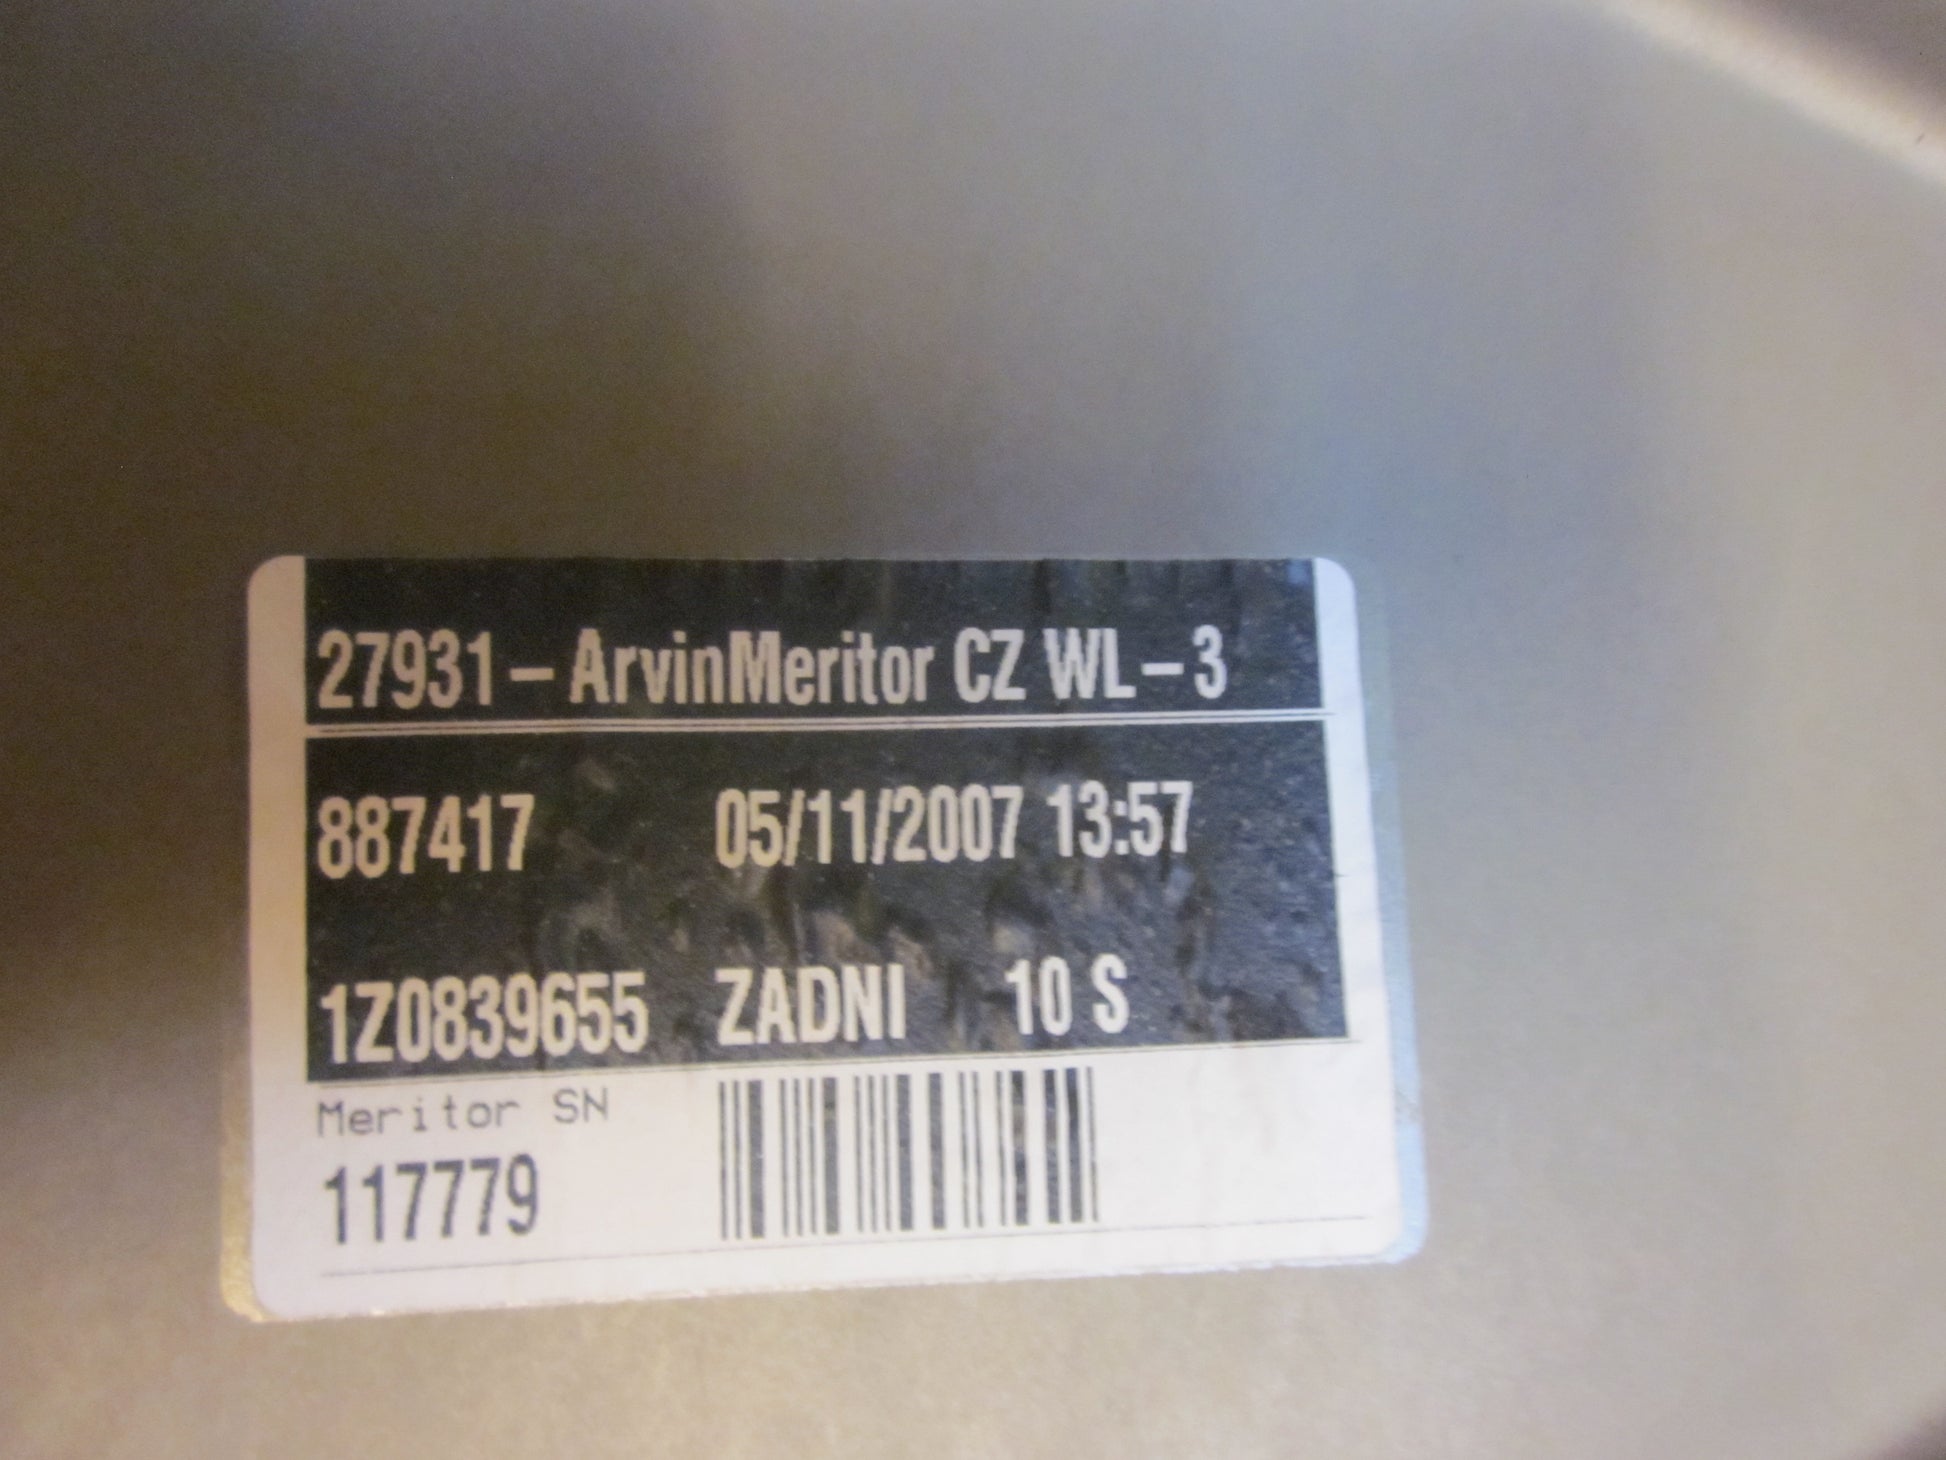 27931 - ArvinMeritor CZ WL - 3
887417 05/11/2007 13:57
1Z0839655 ZADNI 10 S
Meritor SN
117779